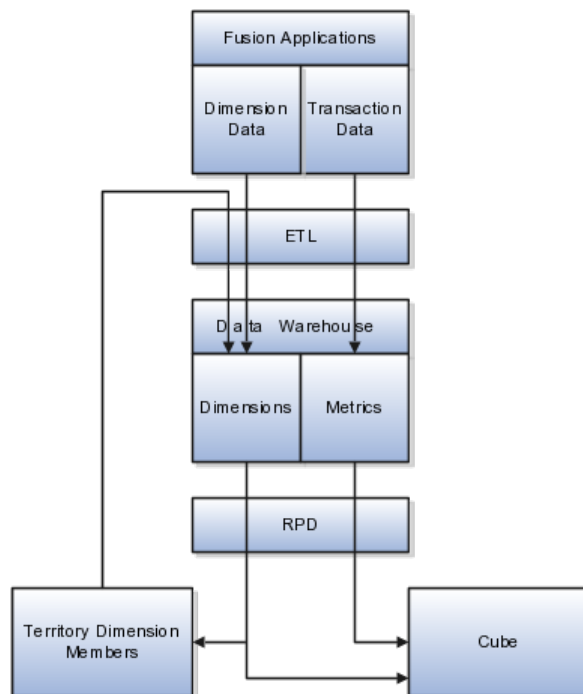 Fusion Applications
Dimension Transaction
Data Data
ETL
Data Warehouse
Dimensions Metrics
RPD
Territory Dimension
Members
Cube